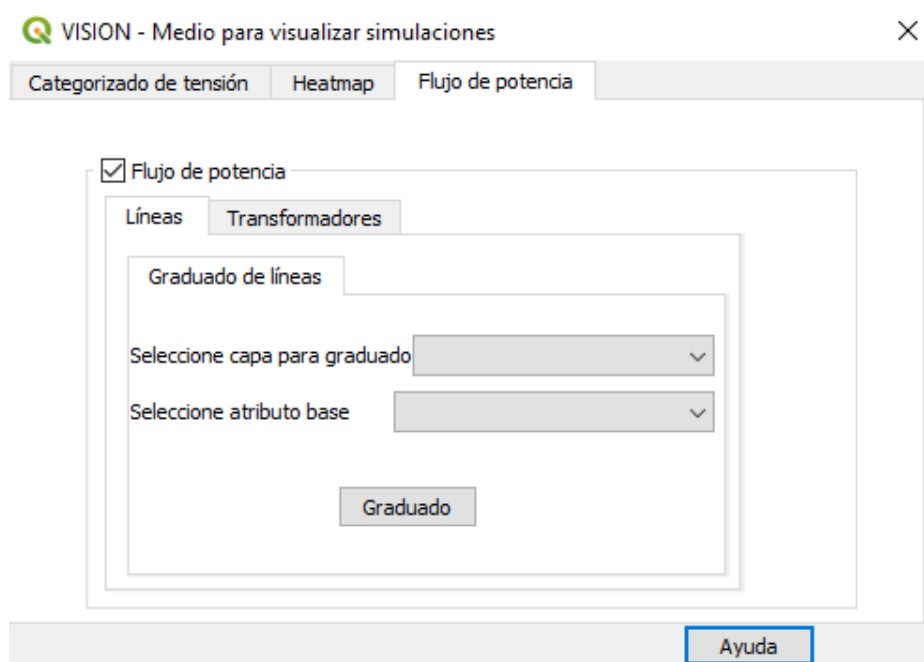 VISION - Medio para visualizar simulaciones
Categorizado de tensión Heatmap Flujo de potencia
Flujo de potencia
Líneas Transformadores
Graduado de líneas
Seleccione capa para graduado
Seleccione atributo base
Graduado
Ayuda